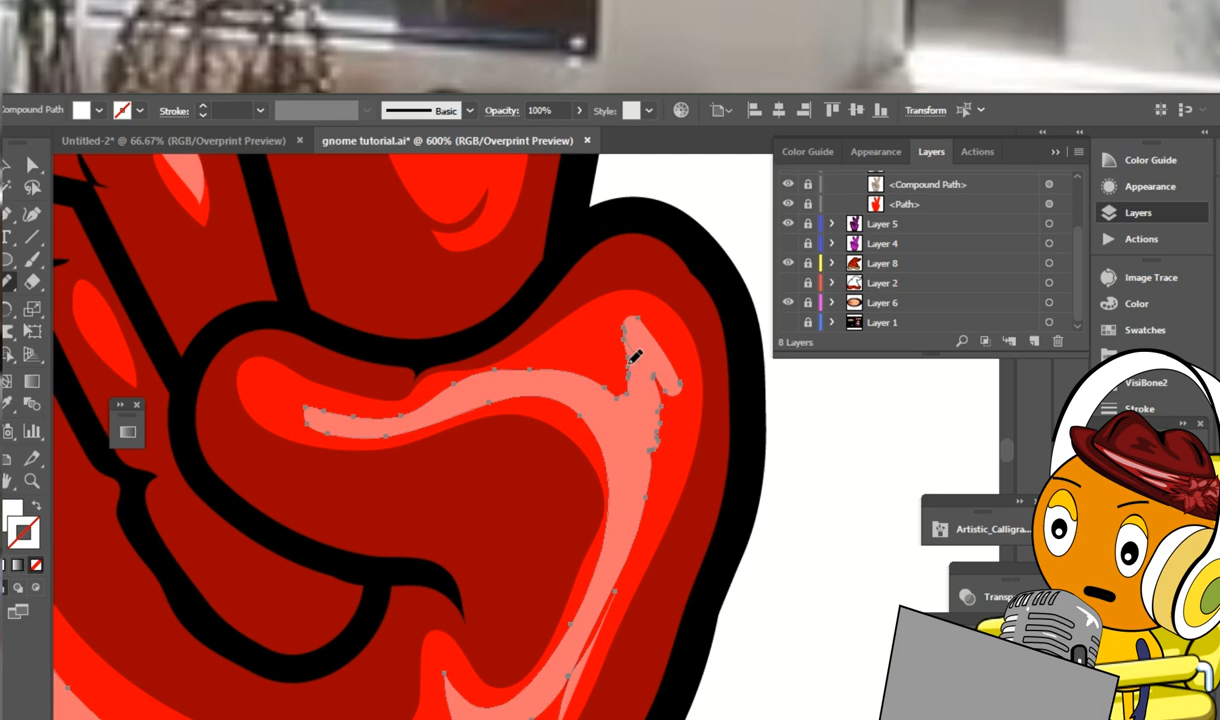 Compound Path Stroke: Basic Opacity: 100% Style: Transform
Untitled-2* @ 66.67% (RGB/Overprint Preview) × gnome tutorial.ai* @ 600% (RGB/Overprint Preview) ×
Color Guide Appearance Layers Actions
<Compound Path>
<Path>
Layer 5
Layer 4
Layer 8
Layer 2
Layer 6
Layer 1
8 Layers
Color Guide
Appearance
Layers
Actions
Image Trace
Color
Swatches
VisiBone2
Stroke
Artistic_Calligra...
Transp